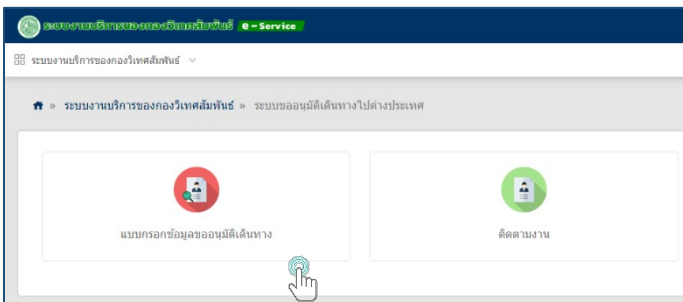 ระบบงานบริการของกองวิเทศสัมพันธ์ e-Service
ระบบงานบริการของกองวิเทศสัมพันธ์
» ระบบงานบริการของกองวิเทศสัมพันธ์ » ระบบขออนุมัติเดินทางไปต่างประเทศ
แบบกรอกข้อมูลขออนุมัติเดินทาง
ติดตามงาน